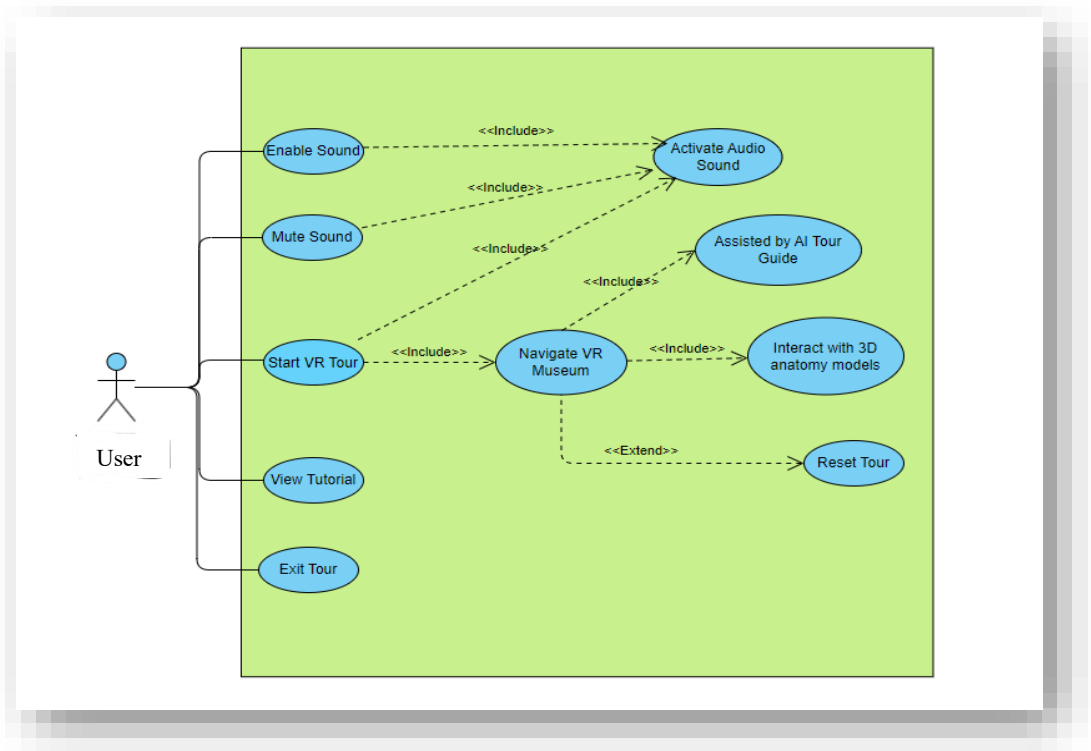 <<Include>>
Enable Sound
Activate Audio
Sound
<<Include>>
Mute Sound
Assisted by AI Tour
Guide
<<Include>>
<<Include>>
Start VR Tour
<<Include>>
Navigate VR
Museum
<<Include>>
Interact with 3D
anatomy models
User
<<Extend>>
Reset Tour
View Tutorial
Exit Tour